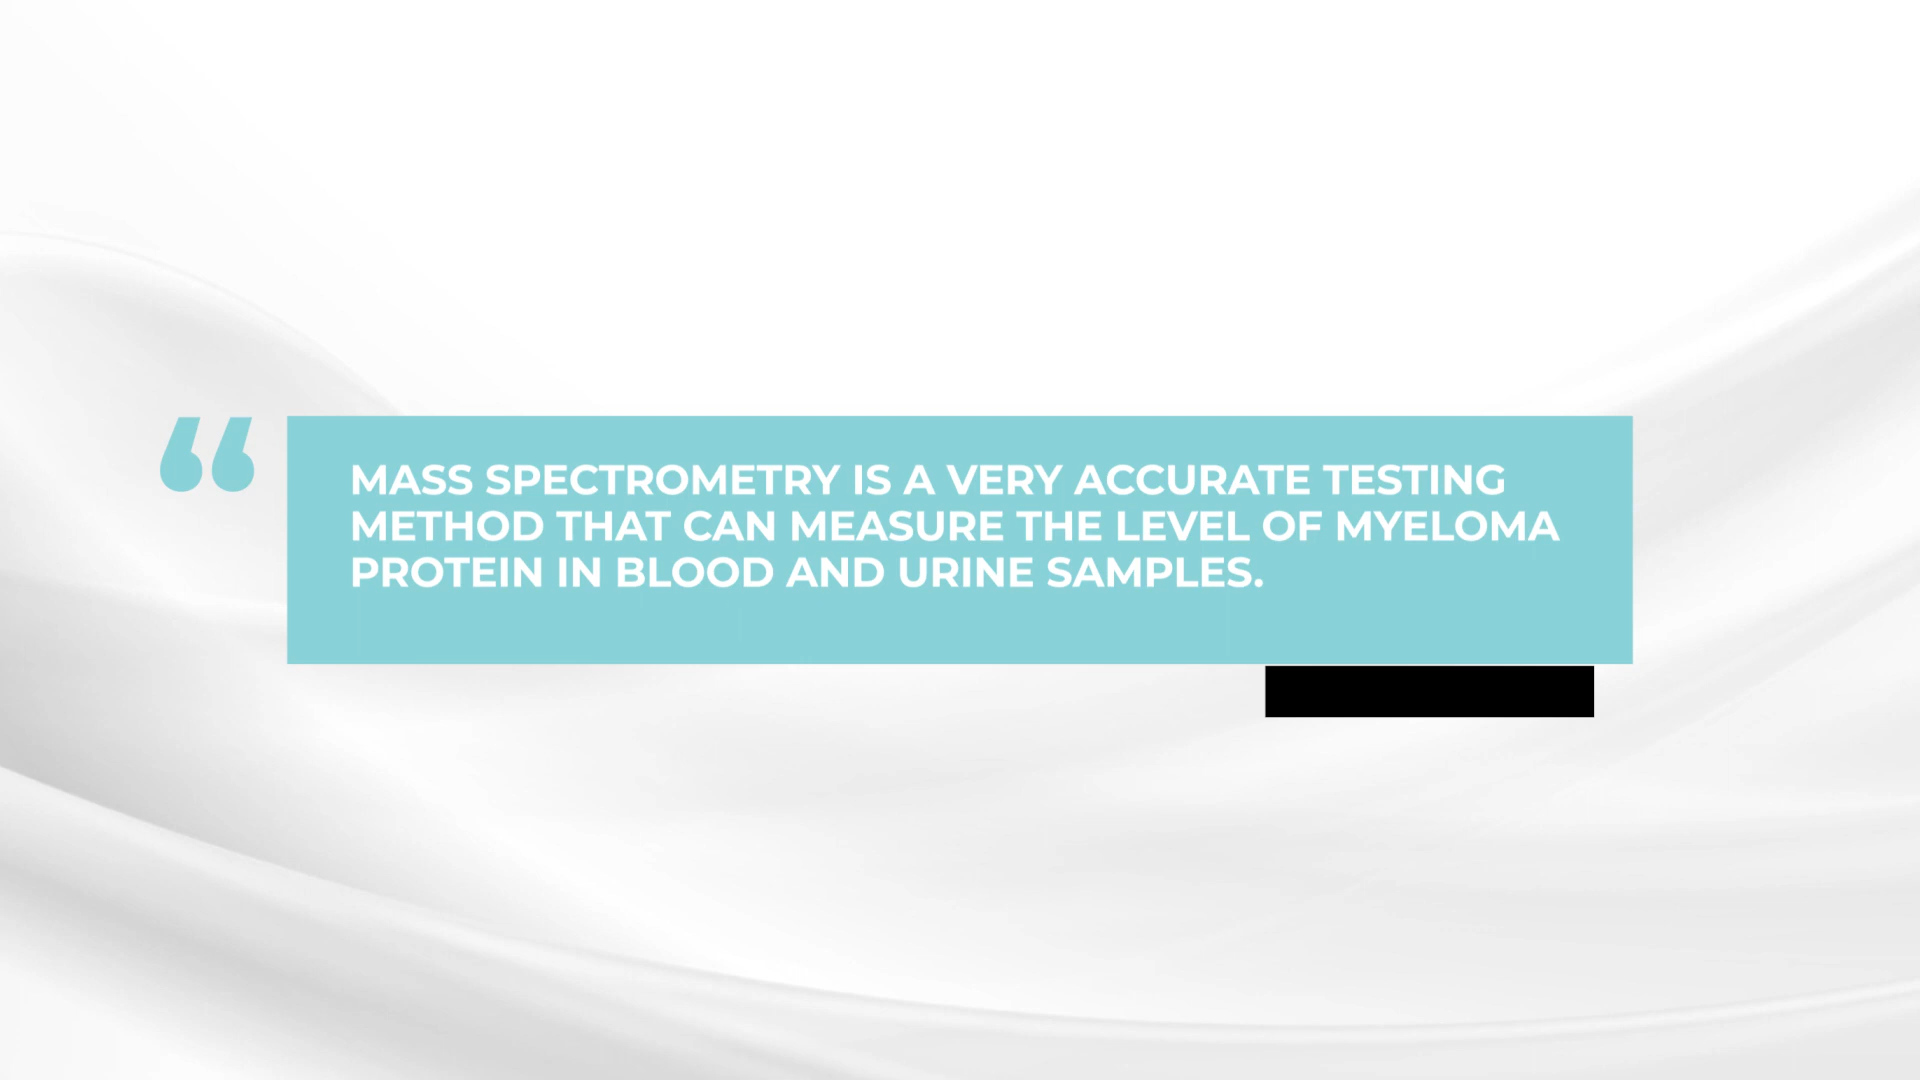 “
MASS SPECTROMETRY IS A VERY ACCURATE TESTING
METHOD THAT CAN MEASURE THE LEVEL OF MYELOMA
PROTEIN IN BLOOD AND URINE SAMPLES.